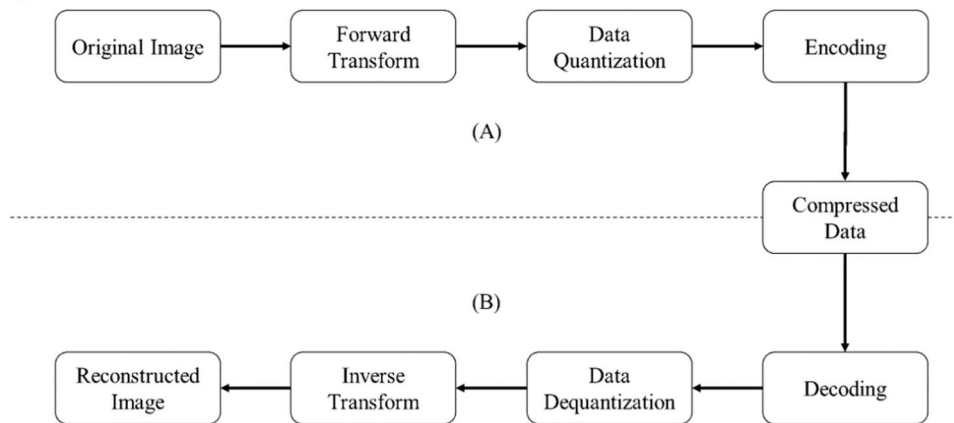 Original Image
Forward
Transform
Data
Quantization
Encoding
(A)
Compressed
Data
(B)
Reconstructed
Image
Inverse
Transform
Data
Dequantization
Decoding